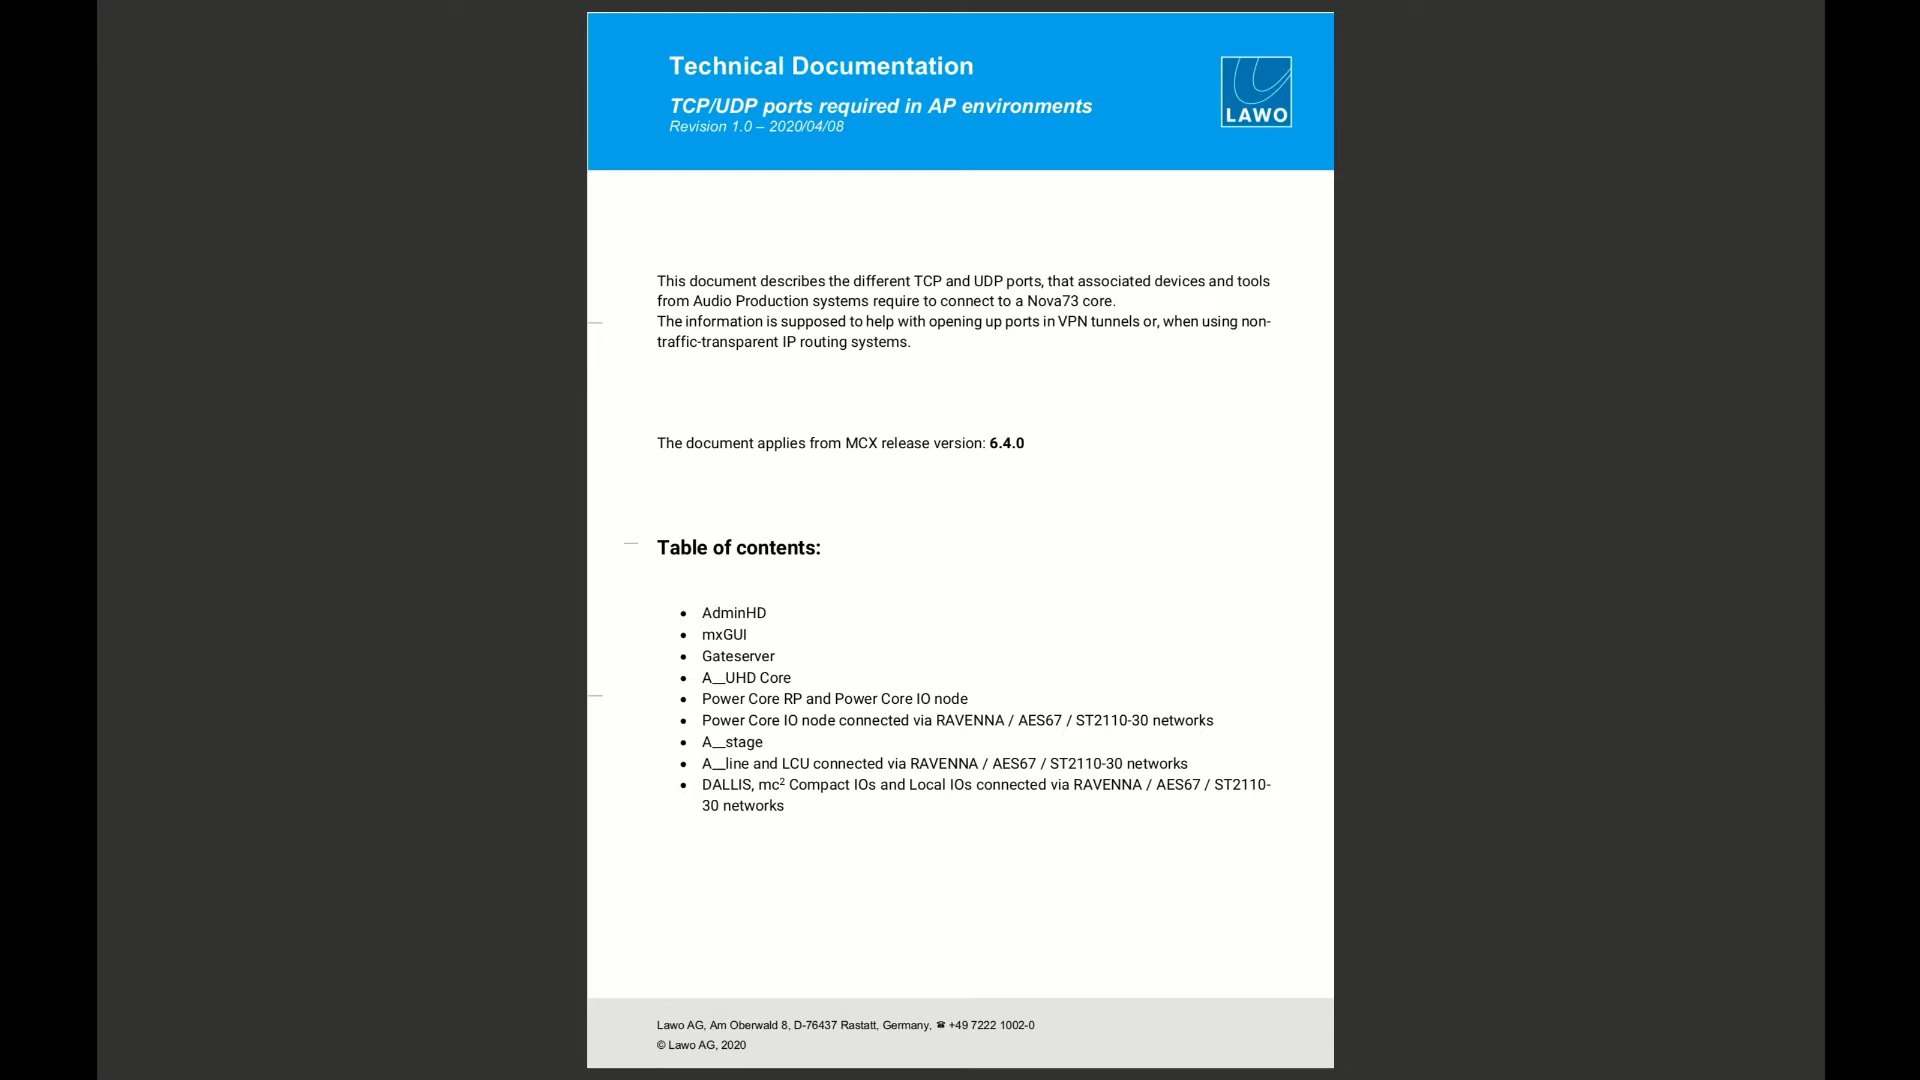 Technical Documentation
TCP/UDP ports required in AP environments
Revision 1.0 – 2020/04/08
LAWO
This document describes the different TCP and UDP ports, that associated devices and tools
from Audio Production systems require to connect to a Nova73 core.
The information is supposed to help with opening up ports in VPN tunnels or, when using non-
traffic-transparent IP routing systems.
The document applies from MCX release version: 6.4.0
Table of contents:
• AdminHD
• mxGUI
• Gateserver
• A__UHD Core
• Power Core RP and Power Core IO node
• Power Core IO node connected via RAVENNA / AES67 / ST2110-30 networks
• A__stage
• A__line and LCU connected via RAVENNA / AES67 / ST2110-30 networks
• DALLIS, mc² Compact IOs and Local IOs connected via RAVENNA / AES67 / ST2110-
30 networks
Lawo AG, Am Oberwald 8, D-76437 Rastatt, Germany, ☎ +49 7222 1002-0
© Lawo AG, 2020